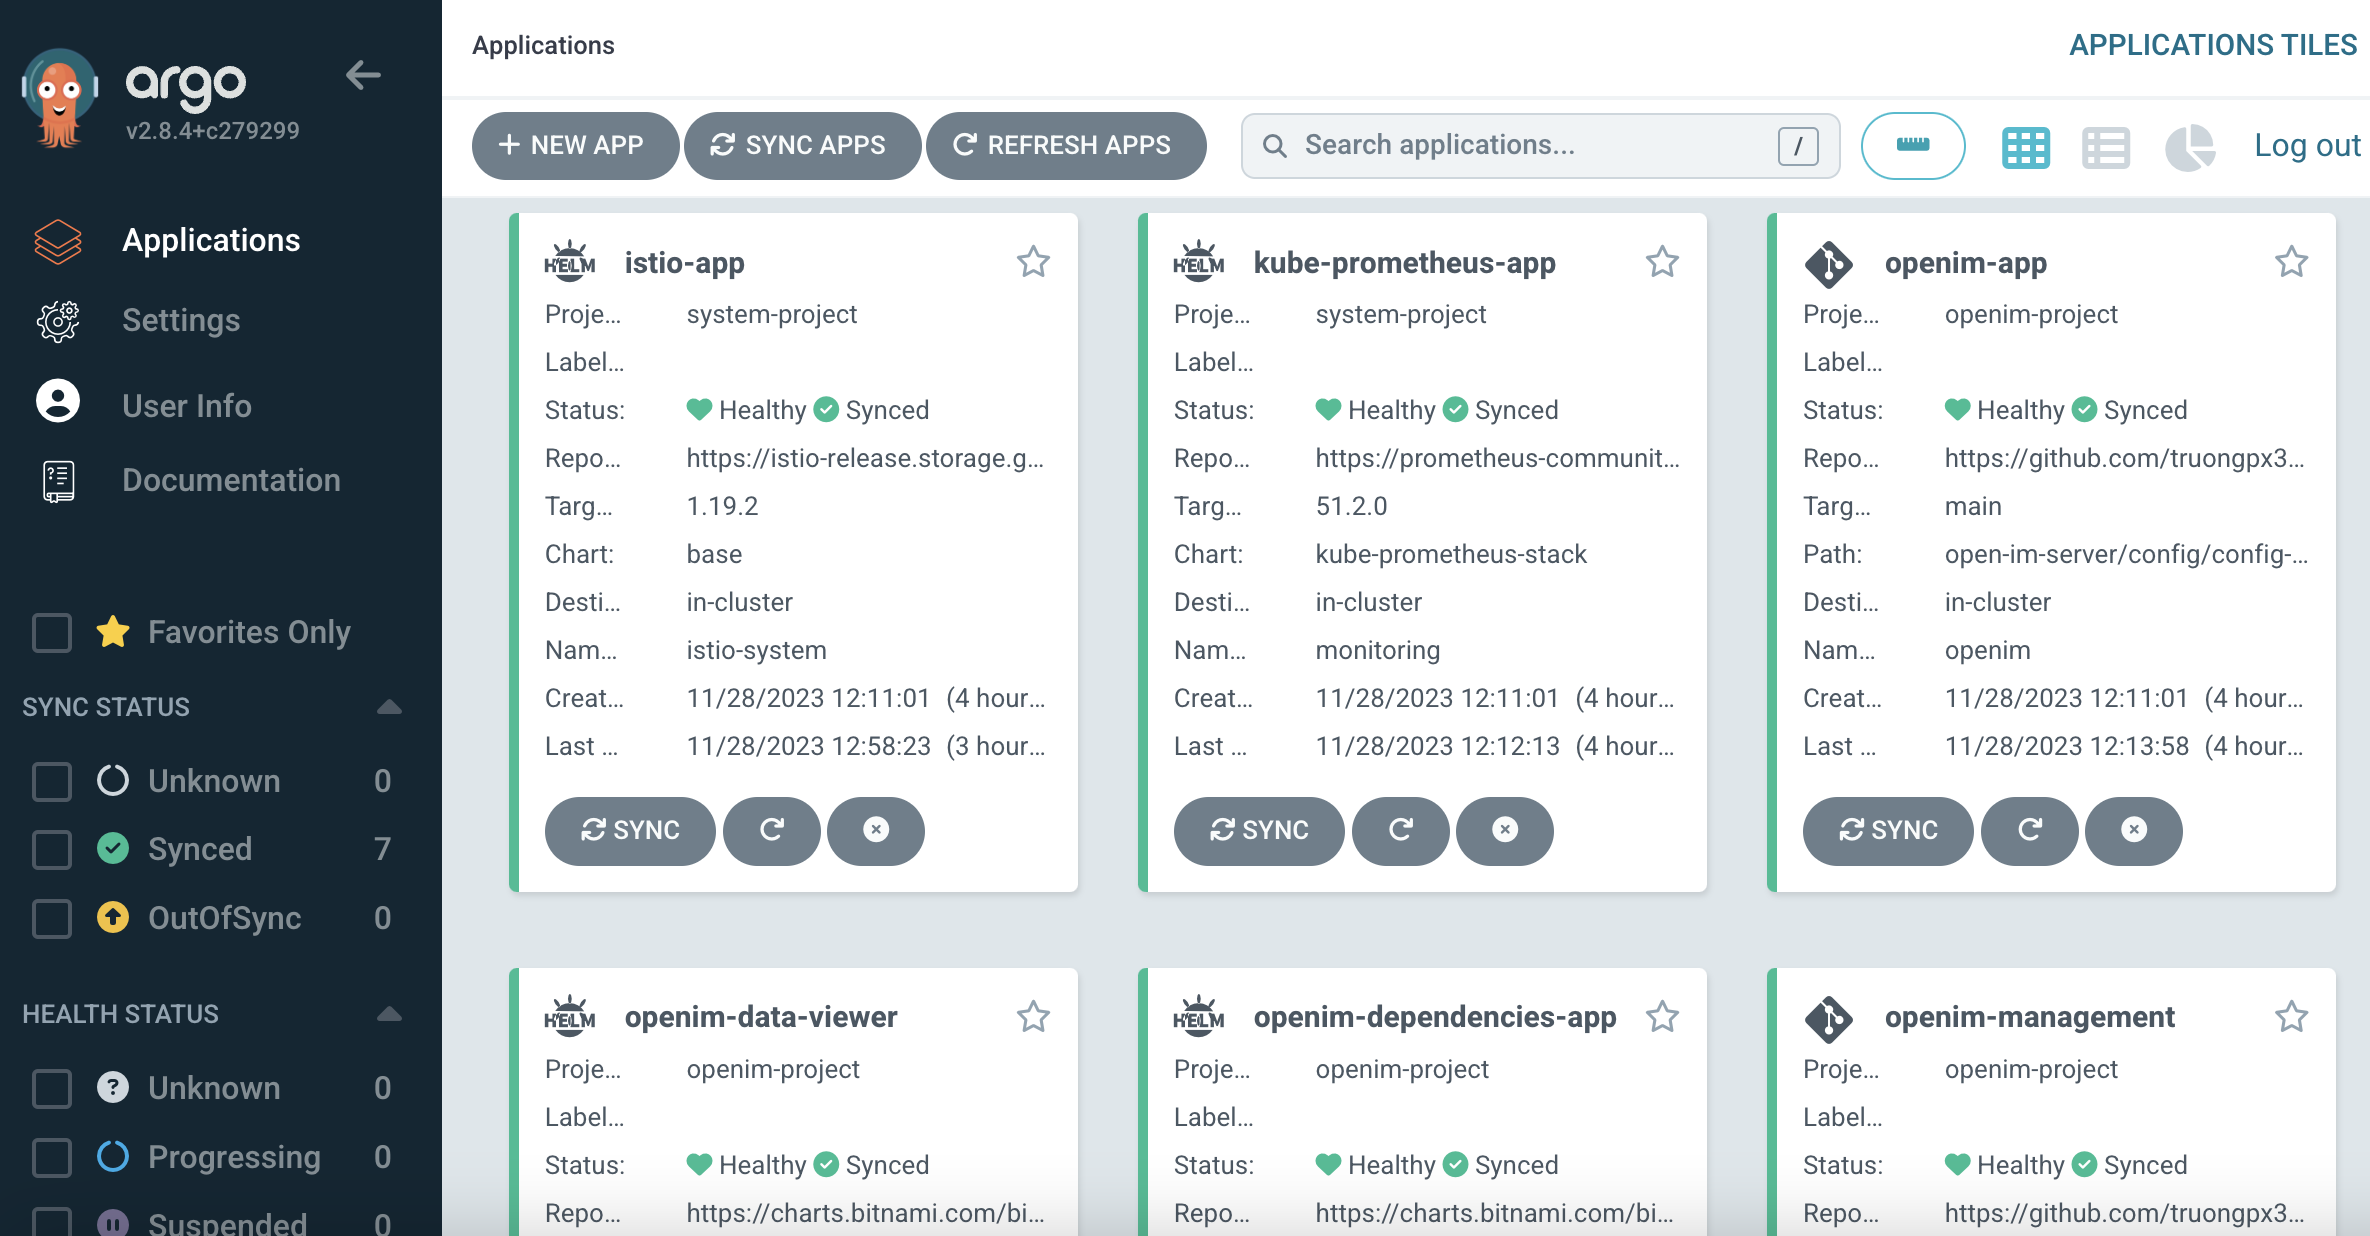 argo
v2.8.4+c279299
Applications
Settings
User Info
Documentation
Favorites Only
SYNC STATUS
Unknown 0
Synced 7
OutOfSync 0
HEALTH STATUS
Unknown 0
Progressing 0
Suspended 0
Applications
APPLICATIONS TILES
NEW APP
SYNC APPS
REFRESH APPS
Search applications...
/
Log out
HELM
istio-app
Proje... system-project
Label...
Status: Healthy Synced
Repo... https://istio-release.storage.g...
Targ... 1.19.2
Chart: base
Desti... in-cluster
Nam... istio-system
Creat... 11/28/2023 12:11:01 (4 hour...
Last ... 11/28/2023 12:58:23 (3 hour...
SYNC
HELM
kube-prometheus-app
Proje... system-project
Label...
Status: Healthy Synced
Repo... https://prometheus-communit...
Targ... 51.2.0
Chart: kube-prometheus-stack
Desti... in-cluster
Nam... monitoring
Creat... 11/28/2023 12:11:01 (4 hour...
Last ... 11/28/2023 12:12:13 (4 hour...
SYNC
openim-app
Proje... openim-project
Label...
Status: Healthy Synced
Repo... https://github.com/truongpx3...
Targ... main
Path: open-im-server/config/config-...
Desti... in-cluster
Nam... openim
Creat... 11/28/2023 12:11:01 (4 hour...
Last ... 11/28/2023 12:13:58 (4 hour...
SYNC
HELM
openim-data-viewer
Proje... openim-project
Label...
Status: Healthy Synced
Repo... https://charts.bitnami.com/bi...
HELM
openim-dependencies-app
Proje... openim-project
Label...
Status: Healthy Synced
Repo... https://charts.bitnami.com/bi...
openim-management
Proje... openim-project
Label...
Status: Healthy Synced
Repo... https://github.com/truongpx3...